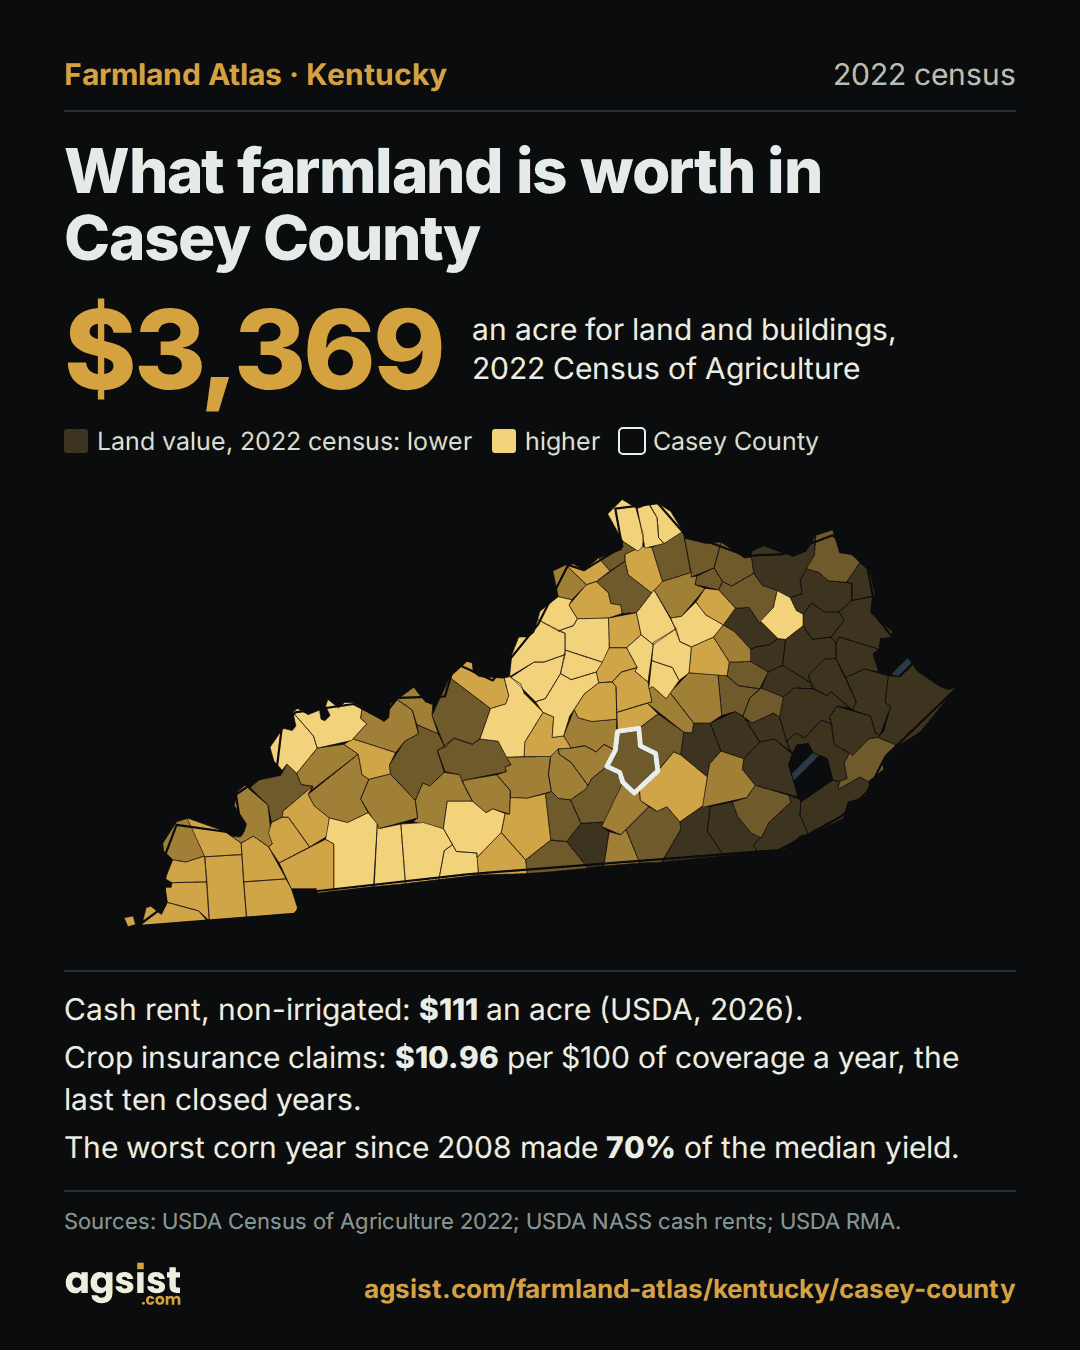 Farmland Atlas · Kentucky
2022 census
What farmland is worth in
Casey County
$3,369
an acre for land and buildings,
2022 Census of Agriculture
Land value, 2022 census: lower
higher
Casey County
Cash rent, non-irrigated: $111 an acre (USDA, 2026).
Crop insurance claims: $10.96 per $100 of coverage a year, the
last ten closed years.
The worst corn year since 2008 made 70% of the median yield.
Sources: USDA Census of Agriculture 2022; USDA NASS cash rents; USDA RMA.
agsist
.com
agsist.com/farmland-atlas/kentucky/casey-county